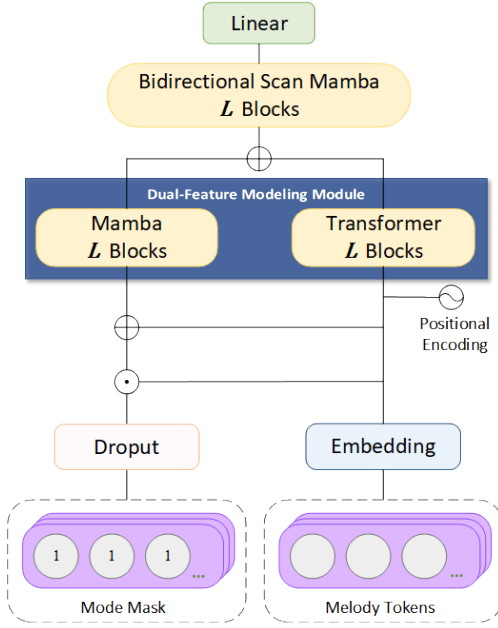 Linear
Bidirectional Scan Mamba
L Blocks
Dual-Feature Modeling Module
Mamba
L Blocks
Transformer
L Blocks
Positional
Encoding
Droput
Embedding
1 1 1 ...
...
Mode Mask
Melody Tokens